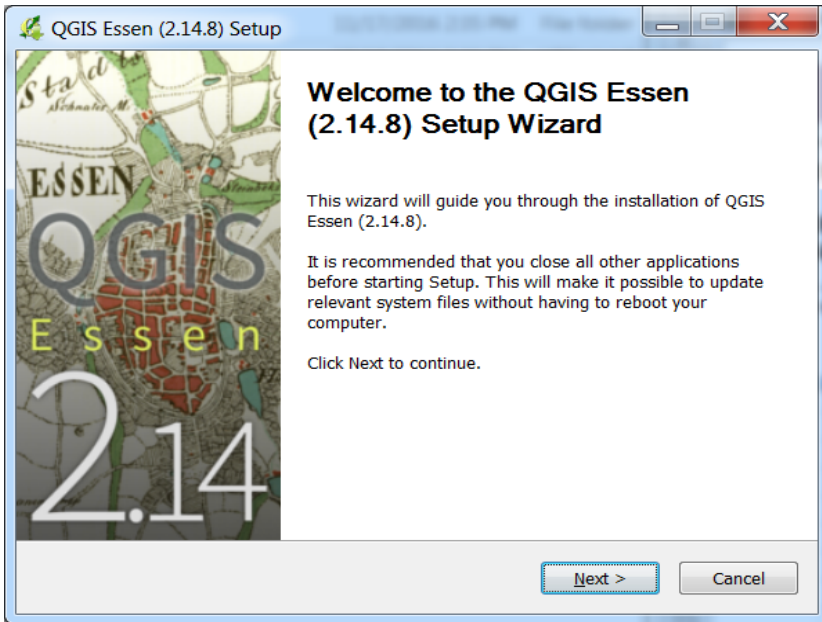 QGIS Essen (2.14.8) Setup
Welcome to the QGIS Essen
(2.14.8) Setup Wizard
This wizard will guide you through the installation of QGIS
Essen (2.14.8).
It is recommended that you close all other applications
before starting Setup. This will make it possible to update
relevant system files without having to reboot your
computer.
Click Next to continue.
Stadt
ESSEN
QGIS
Essen
2.14
Next >
Cancel